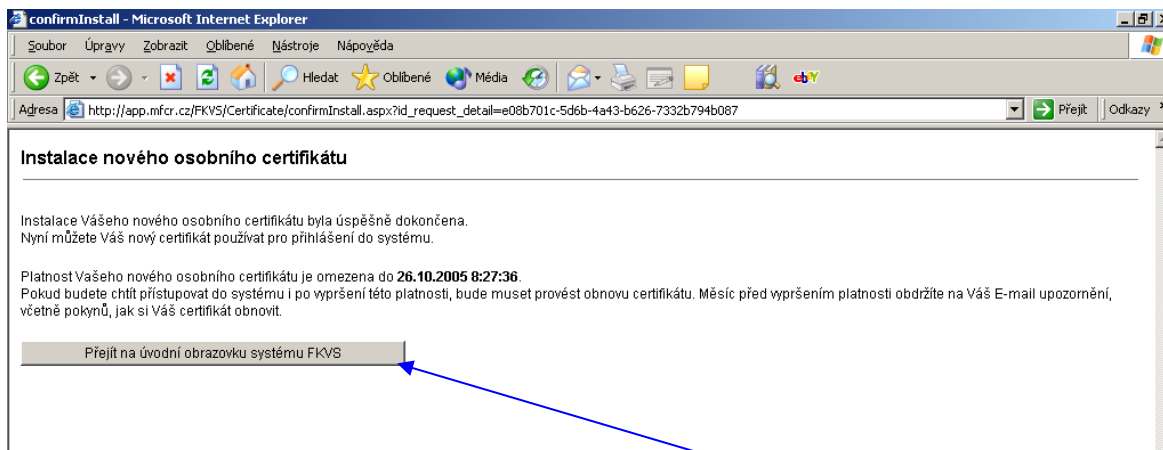 confirmInstall - Microsoft Internet Explorer
Soubor Úpravy Zobrazit Oblíbené Nástroje Nápověda
Zpět Hledat Oblíbené Média ebY
Adresa http://app.mfcr.cz/FKVS/Certificate/confirmInstall.aspx?id_request_detail=e08b701c-5d6b-4a43-b626-7332b794b087 Přejít Odkazy
Instalace nového osobního certifikátu
Instalace Vášeho nového osobního certifikátu byla úspěšně dokončena.
Nyní můžete Váš nový certifikát používat pro přihlášení do systému.
Platnost Vašeho nového osobního certifikátu je omezena do 26.10.2005 8:27:36.
Pokud budete chtít přístupovat do systému i po vypršení této platnosti, bude muset provést obnovu certifikátu. Měsíc před vypršením platnosti obdržíte na Váš E-mail upozornění,
včetně pokynů, jak si Váš certifikát obnovit.
Přejít na úvodní obrazovku systému FKVS